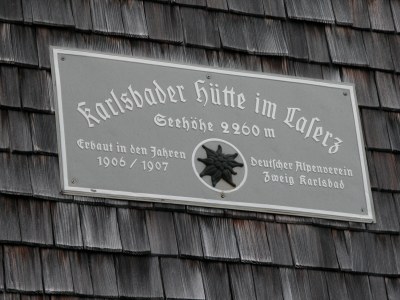 Karlsbader Hütte im Laserz
Seehöhe 2260 m
Erbaut in den Jahren
1906 / 1907
Deutscher Alpenverein
Zweig Karlsbad